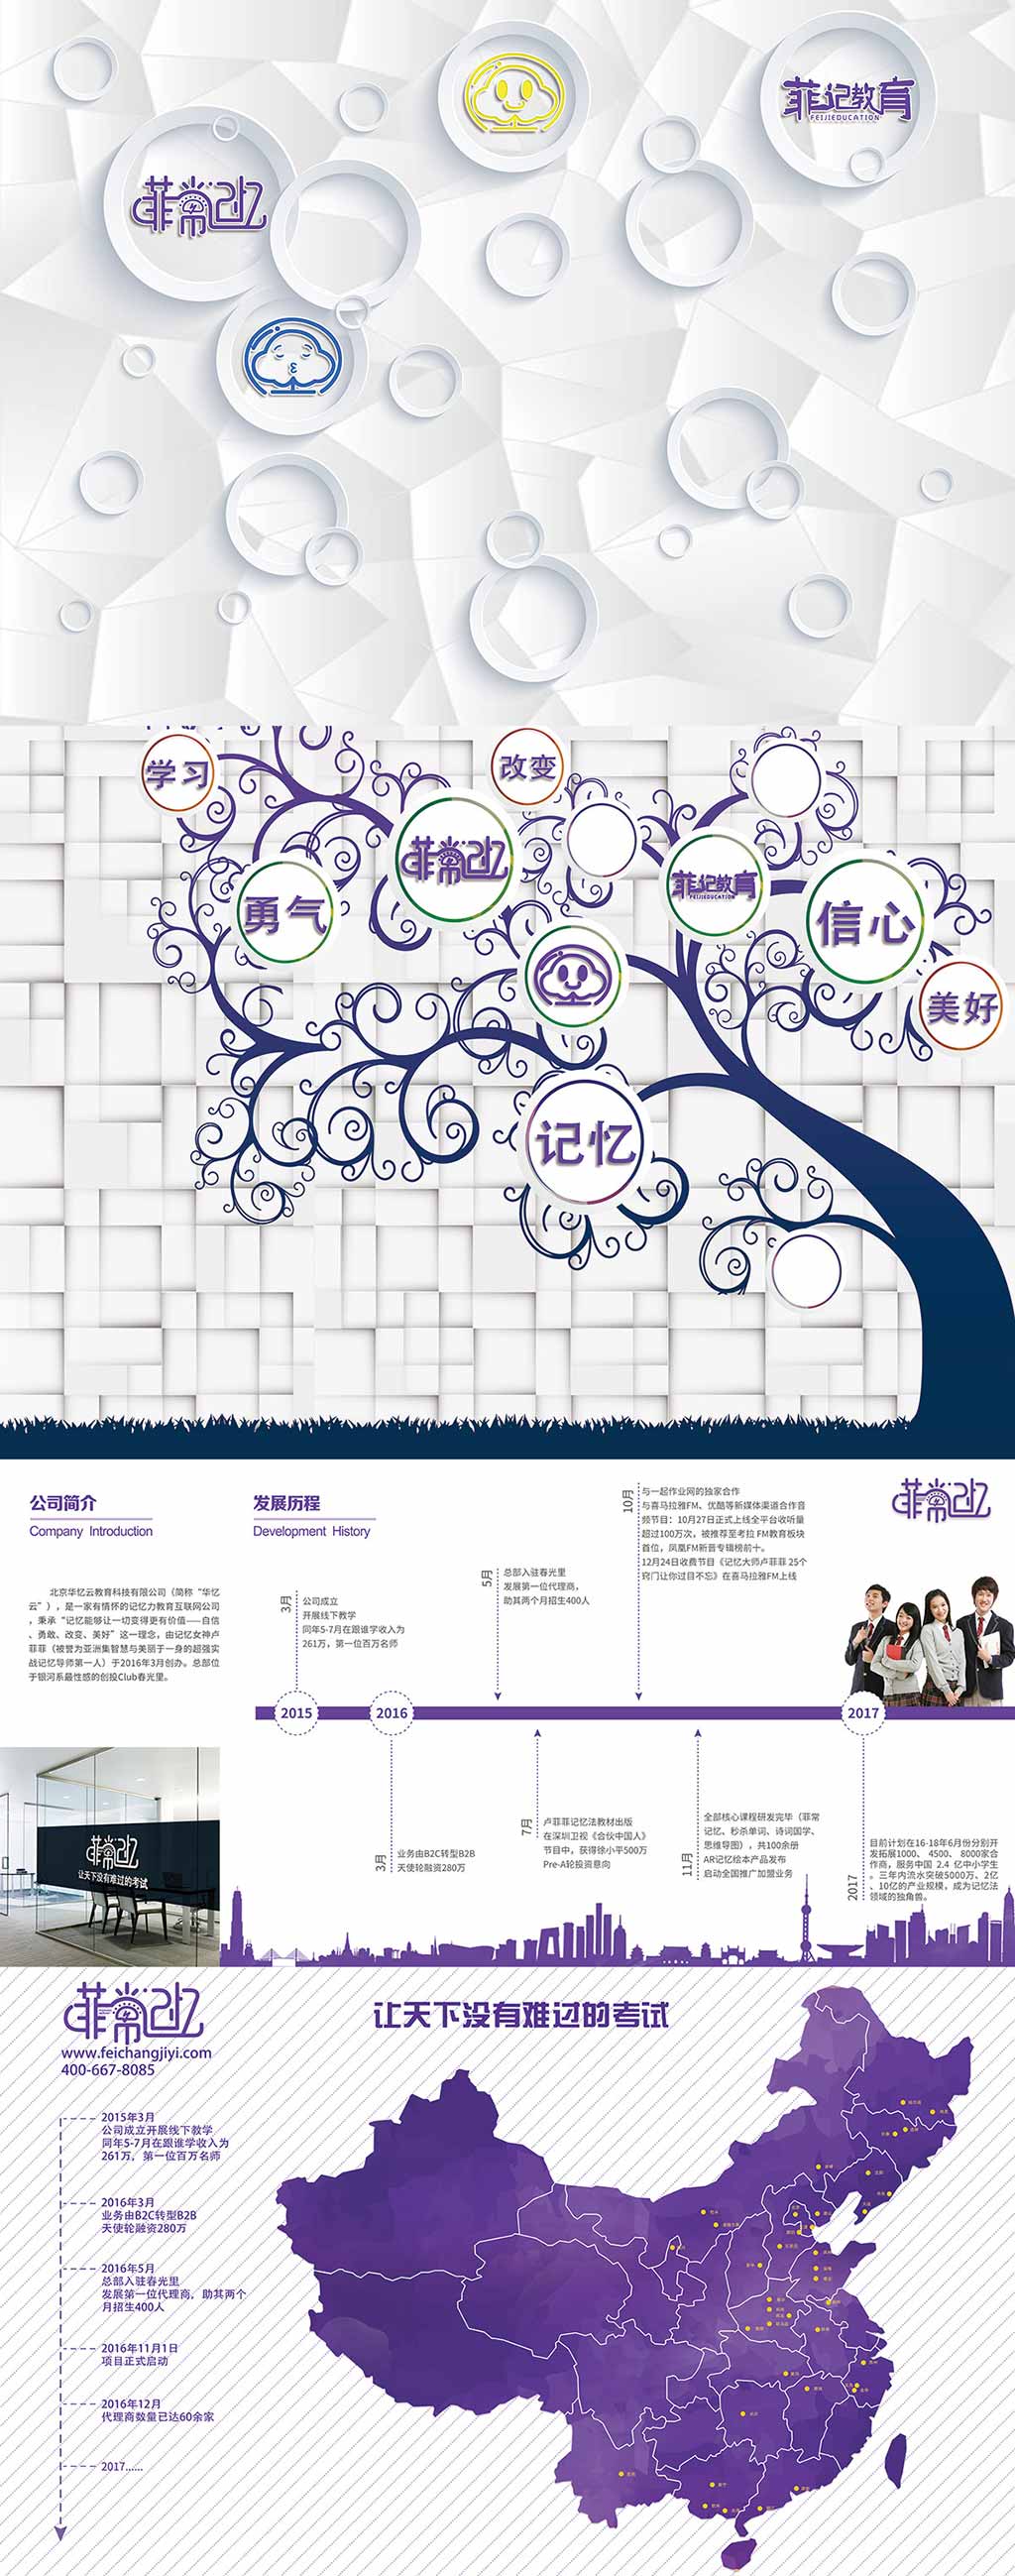 非常记忆
菲记教育
FEIJIEDUCATION
学习
改变
勇气
非常记忆
菲记教育
FEIJIEDUCATION
信心
美好
记忆
公司简介
Company Introduction
北京华忆云教育科技有限公司（简称“华忆
云”），是一家有情怀的记忆力教育互联网公司
，秉承“记忆能够让一切变得更有价值——自信
、勇敢、改变、美好”这一理念，由记忆女神卢
菲菲（被誉为亚洲集智慧与美丽于一身的超强实
战记忆导师第一人）于2016年3月创办。总部位
于银河系最性感的创投Club春光里。
发展历程
Development History
3月
公司成立
开展线下教学
同年5-7月在跟谁学收入为
261万，第一位百万名师
5月
总部入驻春光里
发展第一位代理商，
助其两个月招生400人
10月
与一起作业网的独家合作
与喜马拉雅FM、优酷等新媒体渠道合作音
频节目：10月27日正式上线全平台收听量
超过100万次，被推荐至考拉 FM教育板块
首位，凤凰FM新晋专辑榜前十。
12月24日收费节目《记忆大师卢菲菲 25个
窍门让你过目不忘》在喜马拉雅FM上线
非常记忆
2015
2016
2017
非常记忆
让天下没有难过的考试
3月
业务由B2C转型B2B
天使轮融资280万
7月
卢菲菲记忆法教材出版
在深圳卫视《合伙中国人》
节目中，获得徐小平500万
Pre-A轮投资意向
11月
全部核心课程研发完毕（菲常
记忆、秒杀单词、诗词国学、
思维导图），共100余册
AR记忆绘本产品发布
启动全国推广加盟业务
2017
目前计划在16-18年6月份分别开
发拓展1000、 4500、 8000家合
作商，服务中国 2.4 亿中小学生
。三年内流水突破5000万、2亿
、10亿的产业规模，成为记忆法
领域的独角兽。
非常记忆
www.feichangjiyi.com
400-667-8085
让天下没有难过的考试
2015年3月
公司成立开展线下教学
同年5-7月在跟谁学收入为
261万，第一位百万名师
2016年3月
业务由B2C转型B2B
天使轮融资280万
2016年5月
总部入驻春光里
发展第一位代理商，助其两个
月招生400人
2016年11月1日
项目正式启动
2016年12月
代理商数量已达60余家
2017......